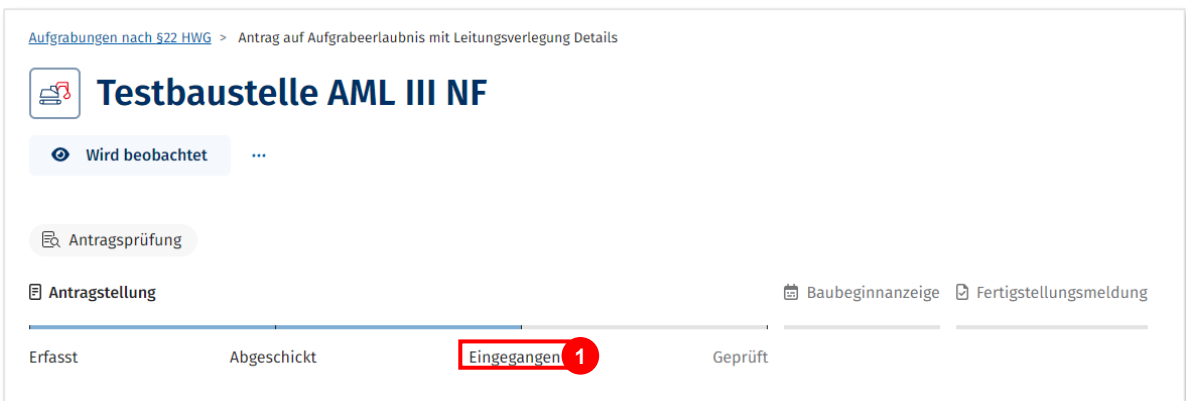 Aufgrabungen nach §22 HWG > Antrag auf Aufgrabeerlaubnis mit Leitungsverlegung Details
Testbaustelle AML III NF
Wird beobachtet ...
Antragsprüfung
Antragstellung Baubeginnanzeige Fertigstellungsmeldung
Erfasst Abgeschickt Eingegangen 1 Geprüft